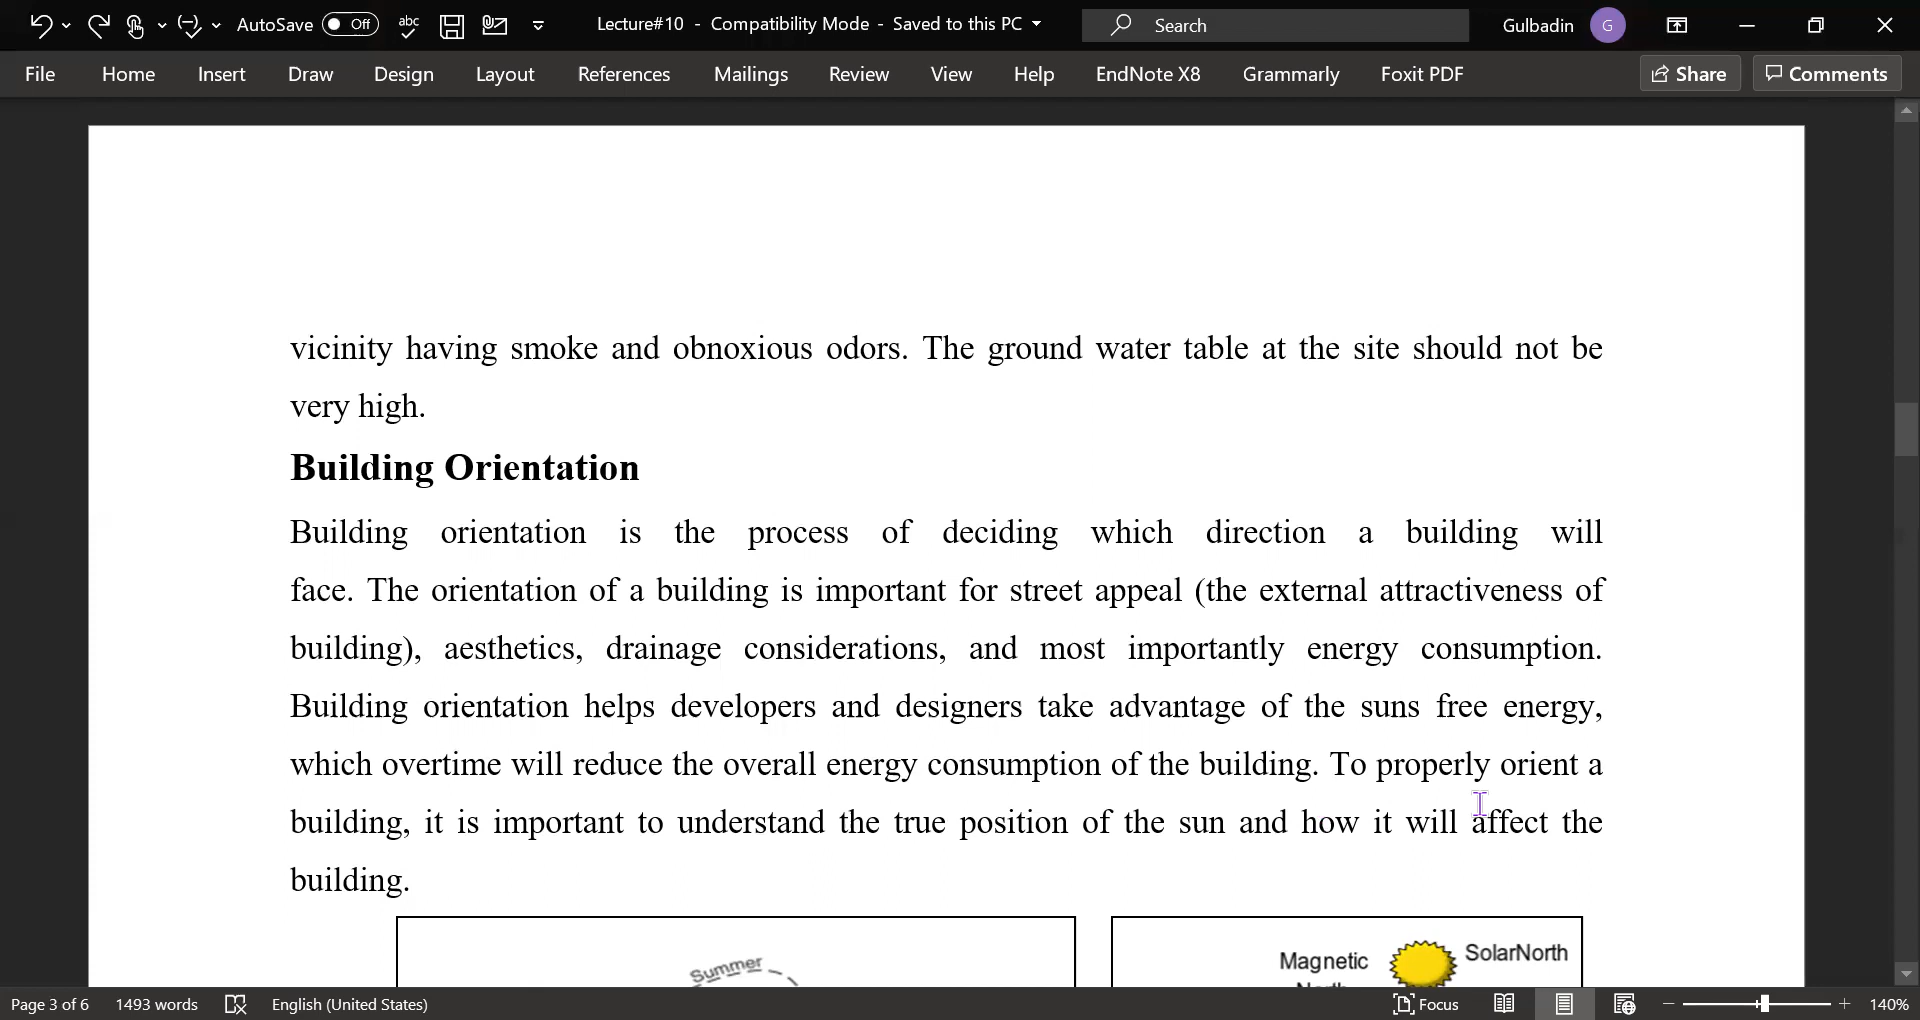 abc
AutoSave Off
Lecture#10 - Compatibility Mode - Saved to this PC
Search
Gulbadin
G
File Home Insert Draw Design Layout References Mailings Review View Help EndNote X8 Grammarly Foxit PDF
Share Comments
vicinity having smoke and obnoxious odors. The ground water table at the site should not be
very high.
Building Orientation
Building orientation is the process of deciding which direction a building will
face. The orientation of a building is important for street appeal (the external attractiveness of
building), aesthetics, drainage considerations, and most importantly energy consumption.
Building orientation helps developers and designers take advantage of the suns free energy,
which overtime will reduce the overall energy consumption of the building. To properly orient a
building, it is important to understand the true position of the sun and how it will affect the
building.
Summer
Magnetic
SolarNorth
Page 3 of 6 1493 words English (United States) Focus 140%